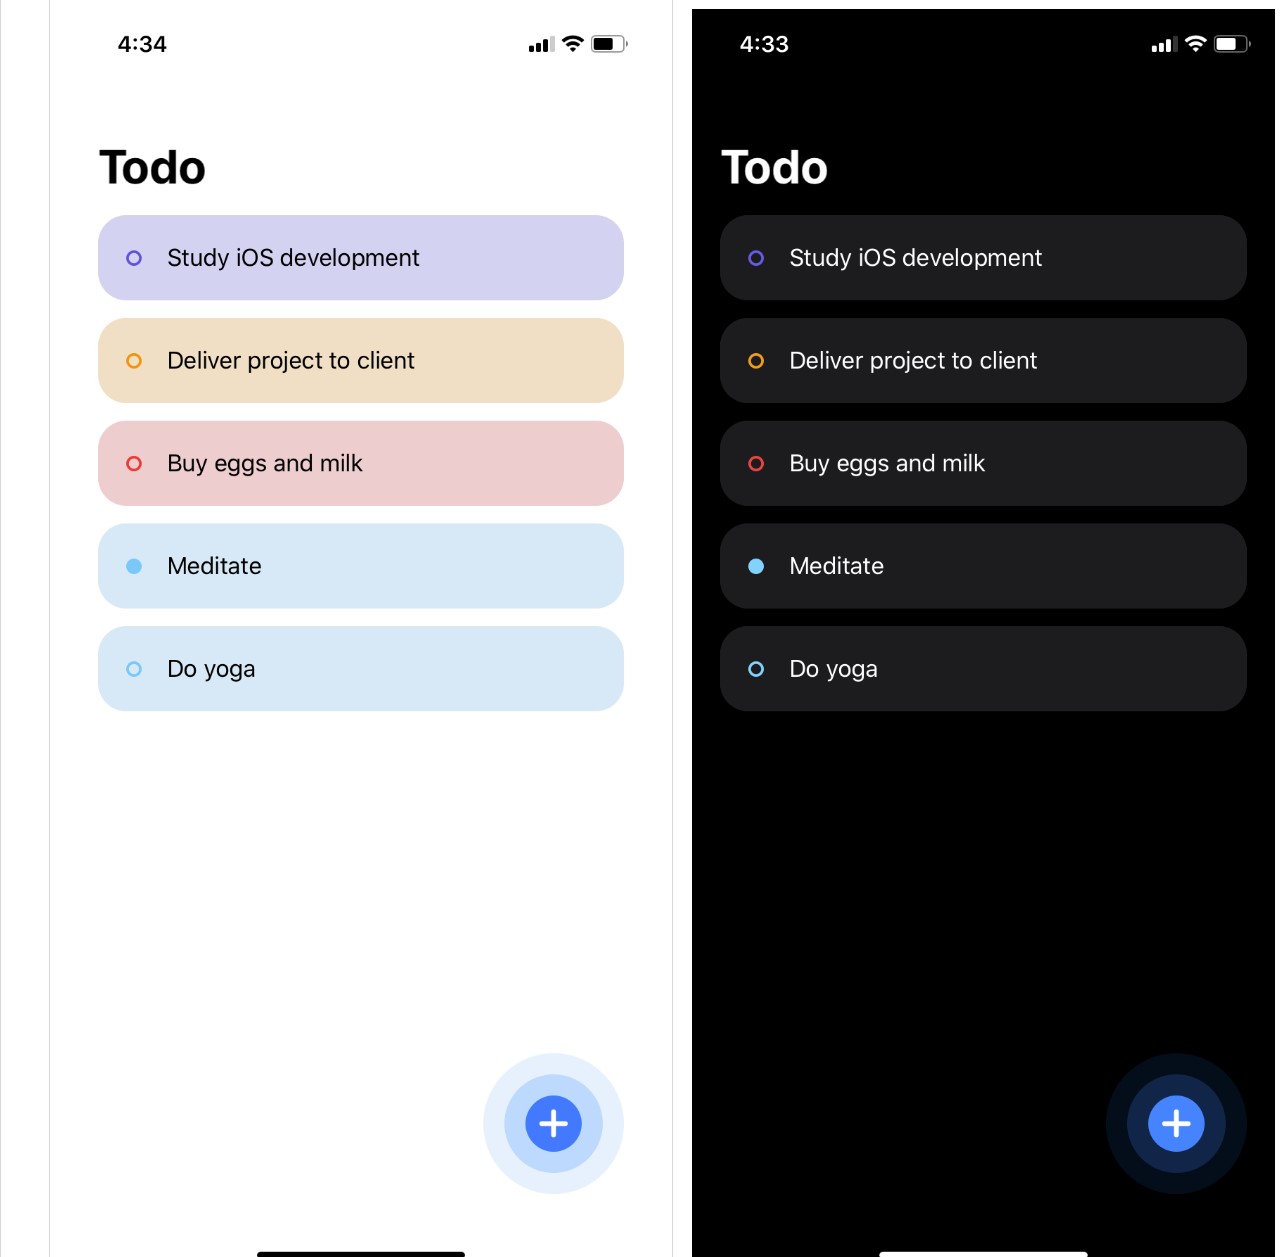 4:34
Todo
Study iOS development
Deliver project to client
Buy eggs and milk
Meditate
Do yoga
4:33
Todo
Study iOS development
Deliver project to client
Buy eggs and milk
Meditate
Do yoga